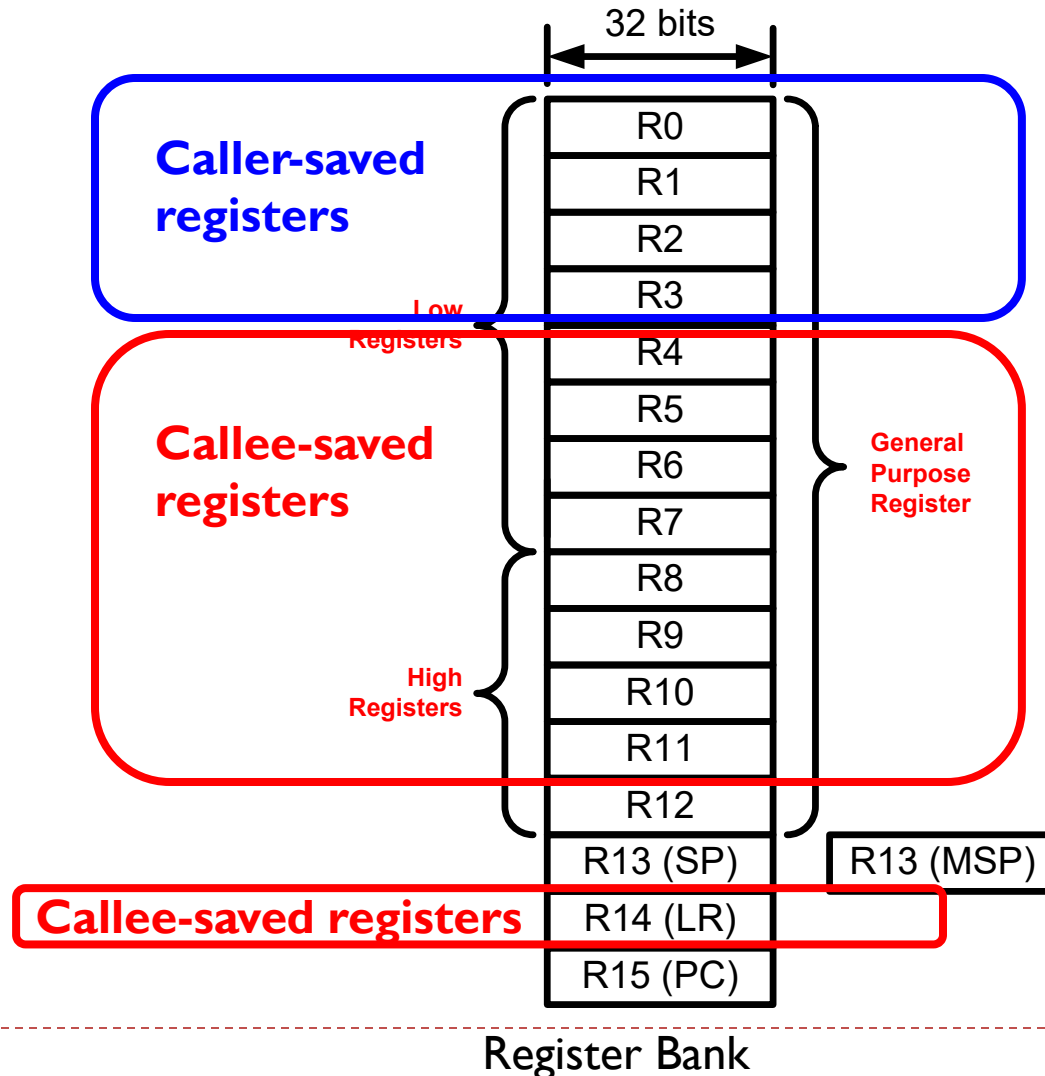 32 bits
Caller-saved
registers
R0
R1
R2
R3
Low
Registers
R4
Callee-saved
registers
R5
R6
General
Purpose
Register
R7
R8
R9
High
Registers
R10
R11
R12
R13 (SP)
R13 (MSP)
Callee-saved registers
R14 (LR)
R15 (PC)
Register Bank